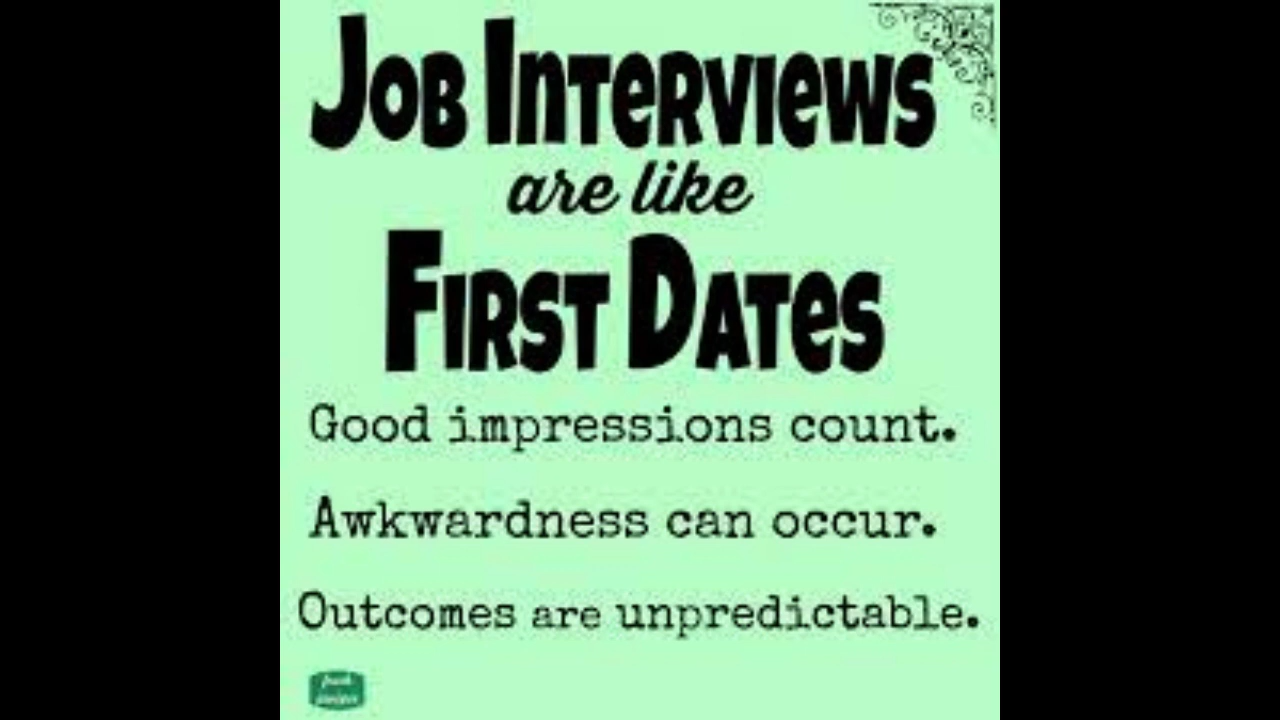 Job Interviews
are like
First Dates
Good impressions count.
Awkwardness can occur.
Outcomes are unpredictable.